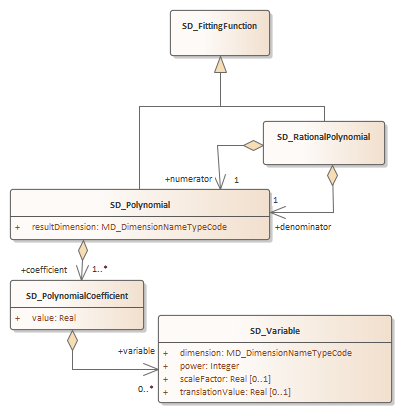 SD_FittingFunction
SD_RationalPolynomial
+numerator
1
SD_Polynomial
1
+ resultDimension: MD_DimensionNameTypeCode
+denominator
+coefficient
1..*
SD_PolynomialCoefficient
+ value: Real
SD_Variable
+variable
+ dimension: MD_DimensionNameTypeCode
+ power: Integer
+ scaleFactor: Real [0..1]
0..*
+ translationValue: Real [0..1]